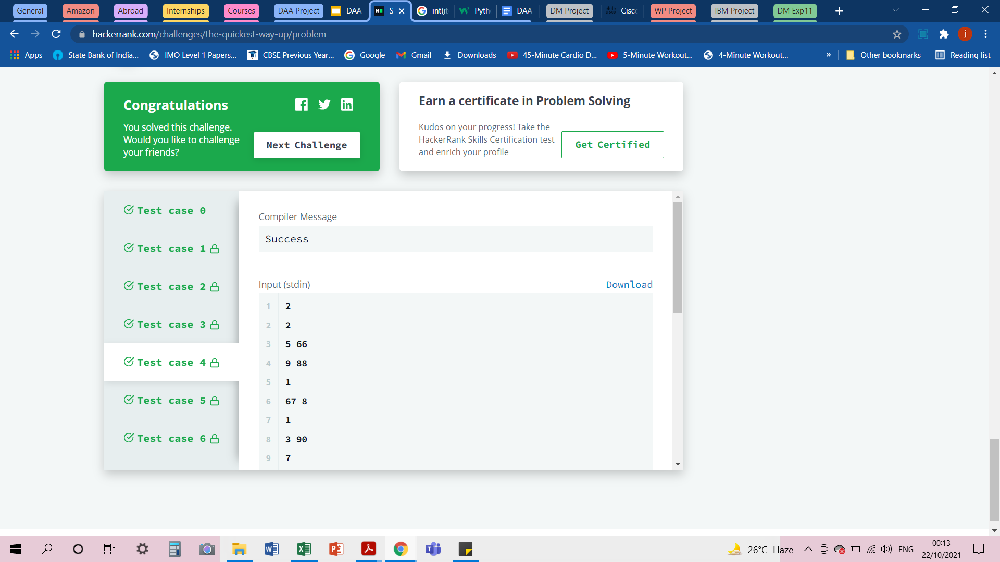 General Amazon Abroad Internships Courses DAA Project DAA S int(it Pyth DAA DM Project Cisc WP Project IBM Project DM Exp11
hackerrank.com/challenges/the-quickest-way-up/problem j
Apps State Bank of India... IMO Level 1 Papers... CBSE Previous Year... Google Gmail Downloads 45-Minute Cardio D... 5-Minute Workout... 4-Minute Workout... » Other bookmarks Reading list
Congratulations
You solved this challenge.
Would you like to challenge
your friends?
Next Challenge
Earn a certificate in Problem Solving
Kudos on your progress! Take the
HackerRank Skills Certification test
and enrich your profile
Get Certified
Test case 0
Test case 1
Test case 2
Test case 3
Test case 4
Test case 5
Test case 6
Compiler Message
Success
Input (stdin)
Download
1 2
2 2
3 5 66
4 9 88
5 1
6 67 8
7 1
8 3 90
9 7
26°C Haze ENG
00:13
22/10/2021